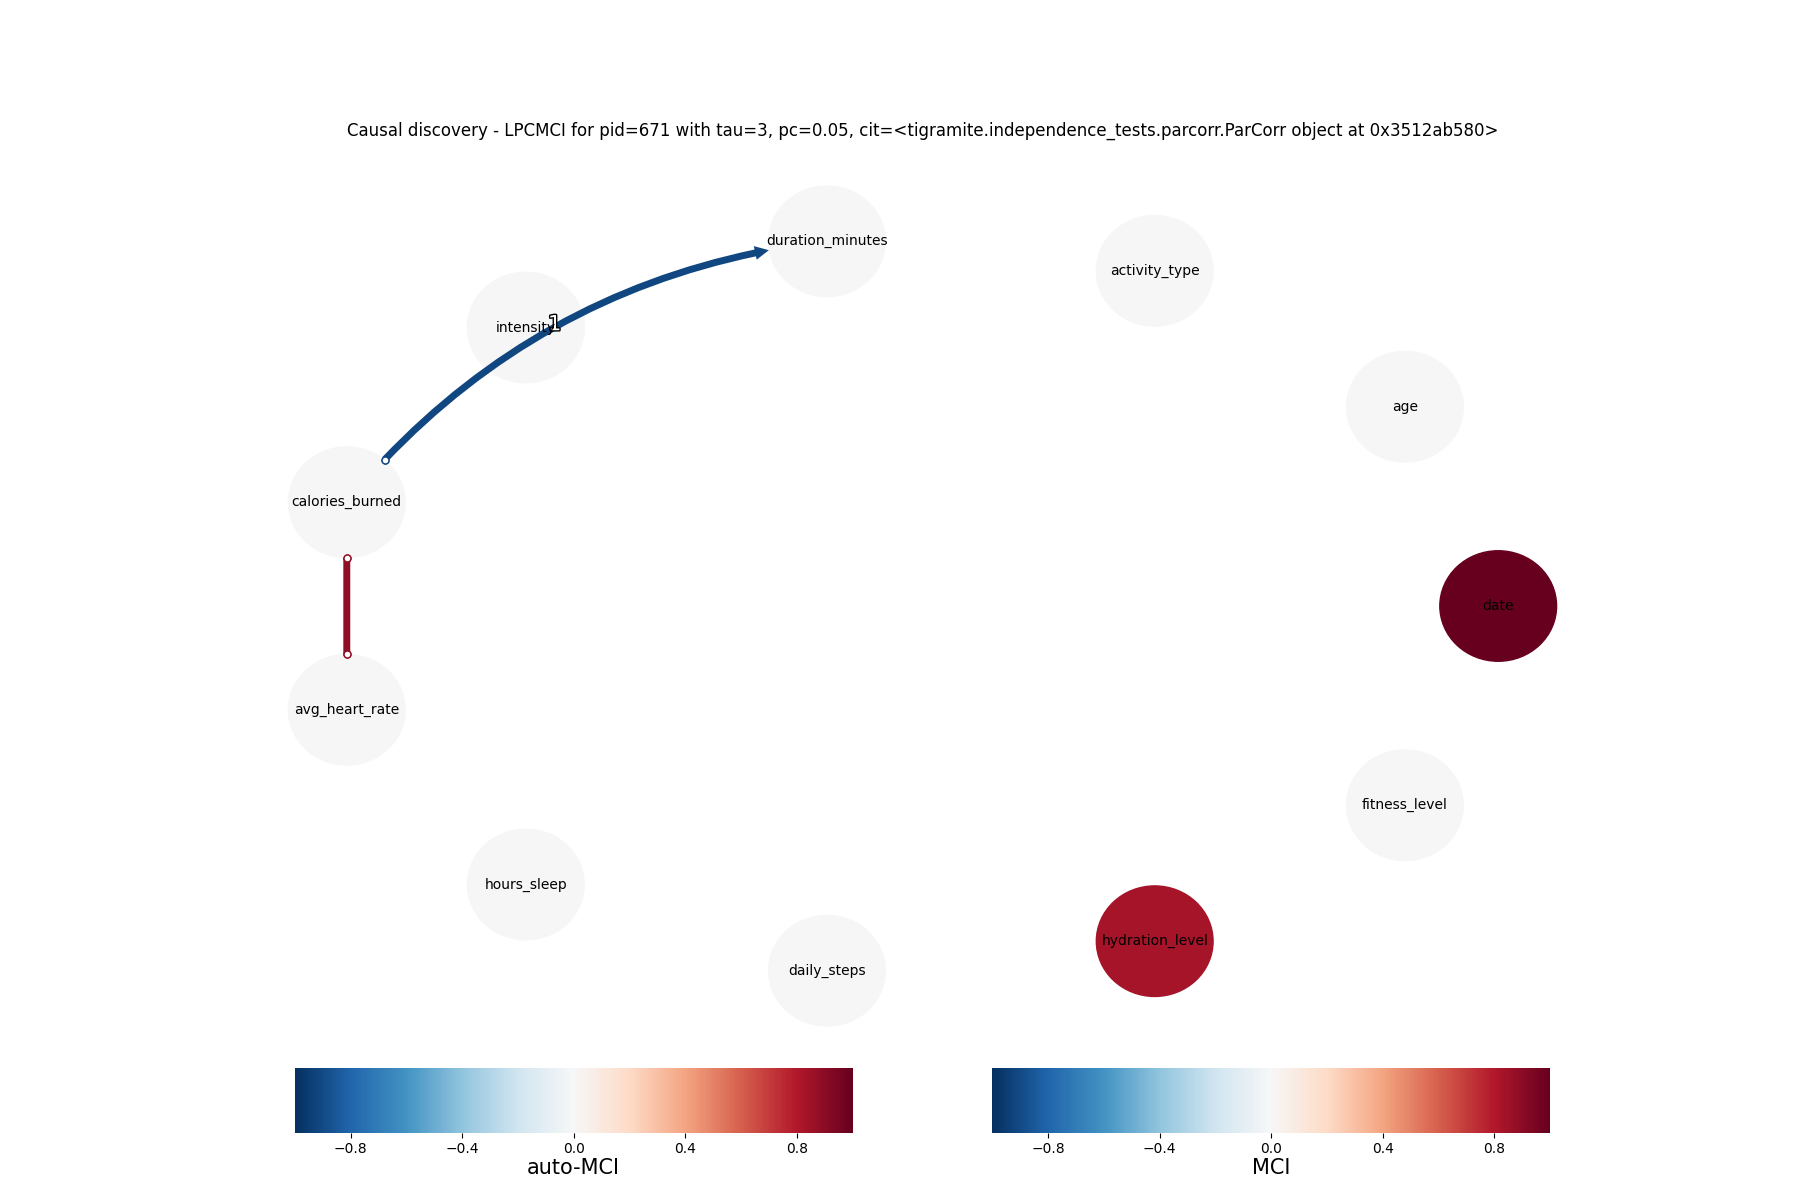 Causal discovery - LPCMCI for pid=671 with tau=3, pc=0.05, cit=<tigramite.independence_tests.parcorr.ParCorr object at 0x3512ab580>
duration_minutes
activity_type
intensity
1
age
calories_burned
date
avg_heart_rate
fitness_level
hours_sleep
hydration_level
daily_steps
−0.8 −0.4 0.0 0.4 0.8
auto-MCI
−0.8 −0.4 0.0 0.4 0.8
MCI